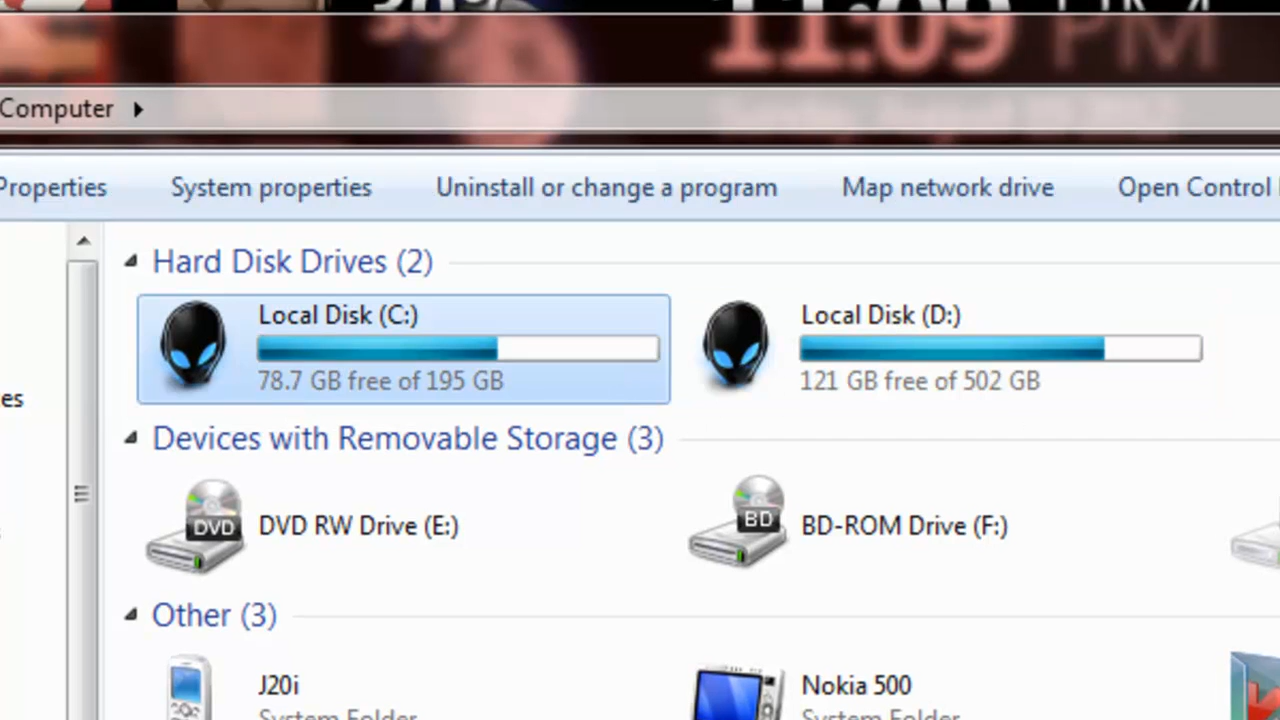 11:09 PM
Computer
Properties System properties Uninstall or change a program Map network drive Open Control
Hard Disk Drives (2)
Local Disk (C:) Local Disk (D:)
78.7 GB free of 195 GB 121 GB free of 502 GB
es
Devices with Removable Storage (3)
DVD DVD RW Drive (E:) BD BD-ROM Drive (F:)
Other (3)
J20i Nokia 500
System Folder System Folder